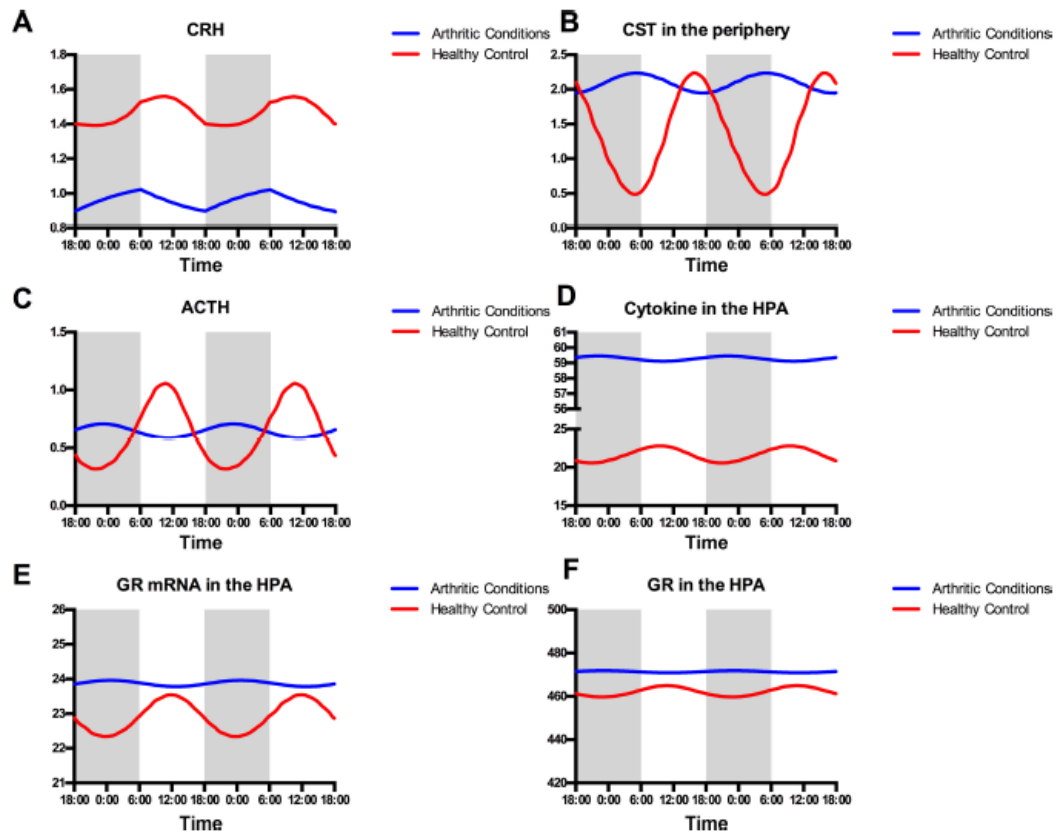 A
CRH
Arthritic Conditions
Healthy Control
1.8
1.6
1.4
1.2
1.0
0.8
18:00 0:00 6:00 12:00 18:00 0:00 6:00 12:00 18:00
Time
B
CST in the periphery
Arthritic Conditions
Healthy Control
2.5
2.0
1.5
1.0
0.5
0.0
18:00 0:00 6:00 12:00 18:00 0:00 6:00 12:00 18:00
Time
C
ACTH
Arthritic Conditions
Healthy Control
1.5
1.0
0.5
0.0
18:00 0:00 6:00 12:00 18:00 0:00 6:00 12:00 18:00
Time
D
Cytokine in the HPA
Arthritic Conditions
Healthy Control
61
60
59
58
57
56
25
20
15
18:00 0:00 6:00 12:00 18:00 0:00 6:00 12:00 18:00
Time
E
GR mRNA in the HPA
Arthritic Conditions
Healthy Control
26
25
24
23
22
21
18:00 0:00 6:00 12:00 18:00 0:00 6:00 12:00 18:00
Time
F
GR in the HPA
Arthritic Conditions
Healthy Control
500
480
460
440
420
18:00 0:00 6:00 12:00 18:00 0:00 6:00 12:00 18:00
Time